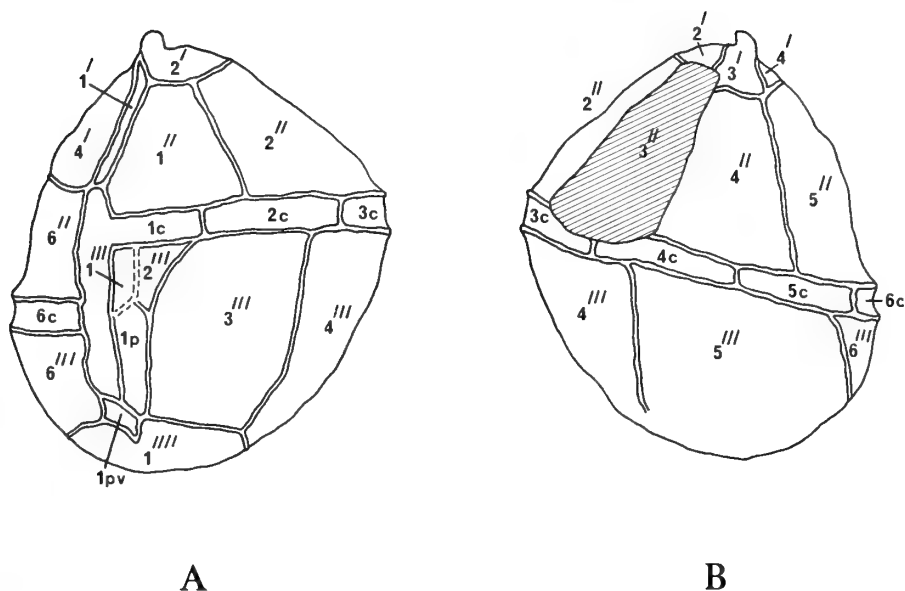 1′
2′
4′
1″
2″
6″
1c
2c
3c
1‴
2‴
6c
1p
3‴
4‴
6‴
1⁗
1pv
A
2′
3′
4′
2″
3″
4″
5″
3c
4c
5c
6c
4‴
5‴
6‴
B